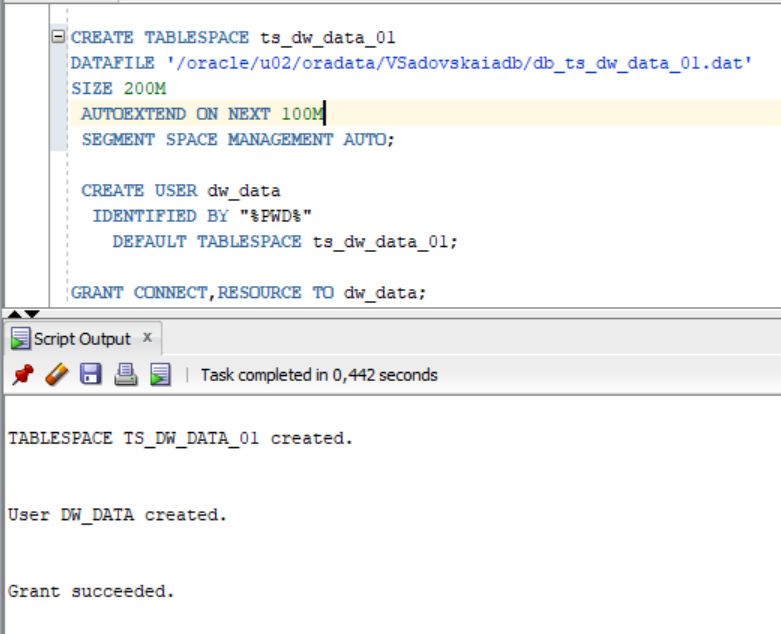 CREATE TABLESPACE ts_dw_data_01
DATAFILE '/oracle/u02/oradata/VSadovskaiadb/db_ts_dw_data_01.dat'
SIZE 200M
AUTOEXTEND ON NEXT 100M
SEGMENT SPACE MANAGEMENT AUTO;
CREATE USER dw_data
IDENTIFIED BY "%PWD%"
DEFAULT TABLESPACE ts_dw_data_01;
GRANT CONNECT,RESOURCE TO dw_data;
Script Output x
Task completed in 0,442 seconds
TABLESPACE TS_DW_DATA_01 created.
User DW_DATA created.
Grant succeeded.